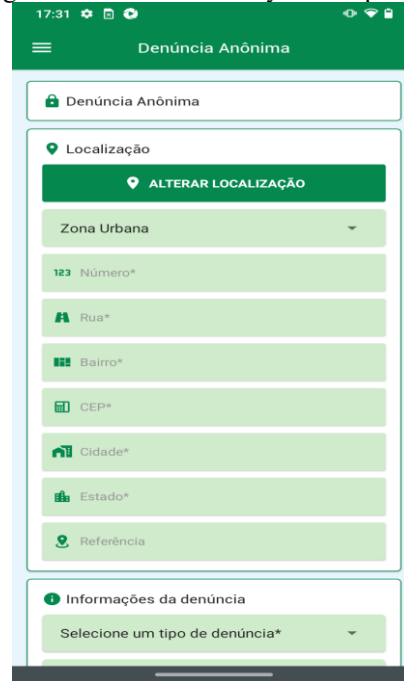 17:31
Denúncia Anônima
Denúncia Anônima
Localização
ALTERAR LOCALIZAÇÃO
Zona Urbana
123 Número*
Rua*
Bairro*
CEP*
Cidade*
Estado*
Referência
Informações da denúncia
Selecione um tipo de denúncia*